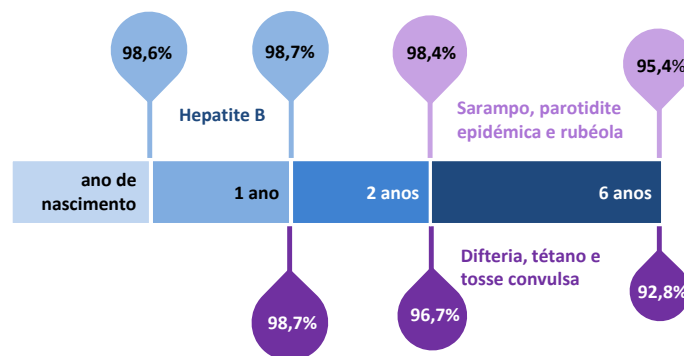 98,6%
98,7%
98,4%
95,4%
Hepatite B
Sarampo, parotidite
epidémica e rubéola
ano de
nascimento
1 ano
2 anos
6 anos
Difteria, tétano e
tosse convulsa
98,7%
96,7%
92,8%